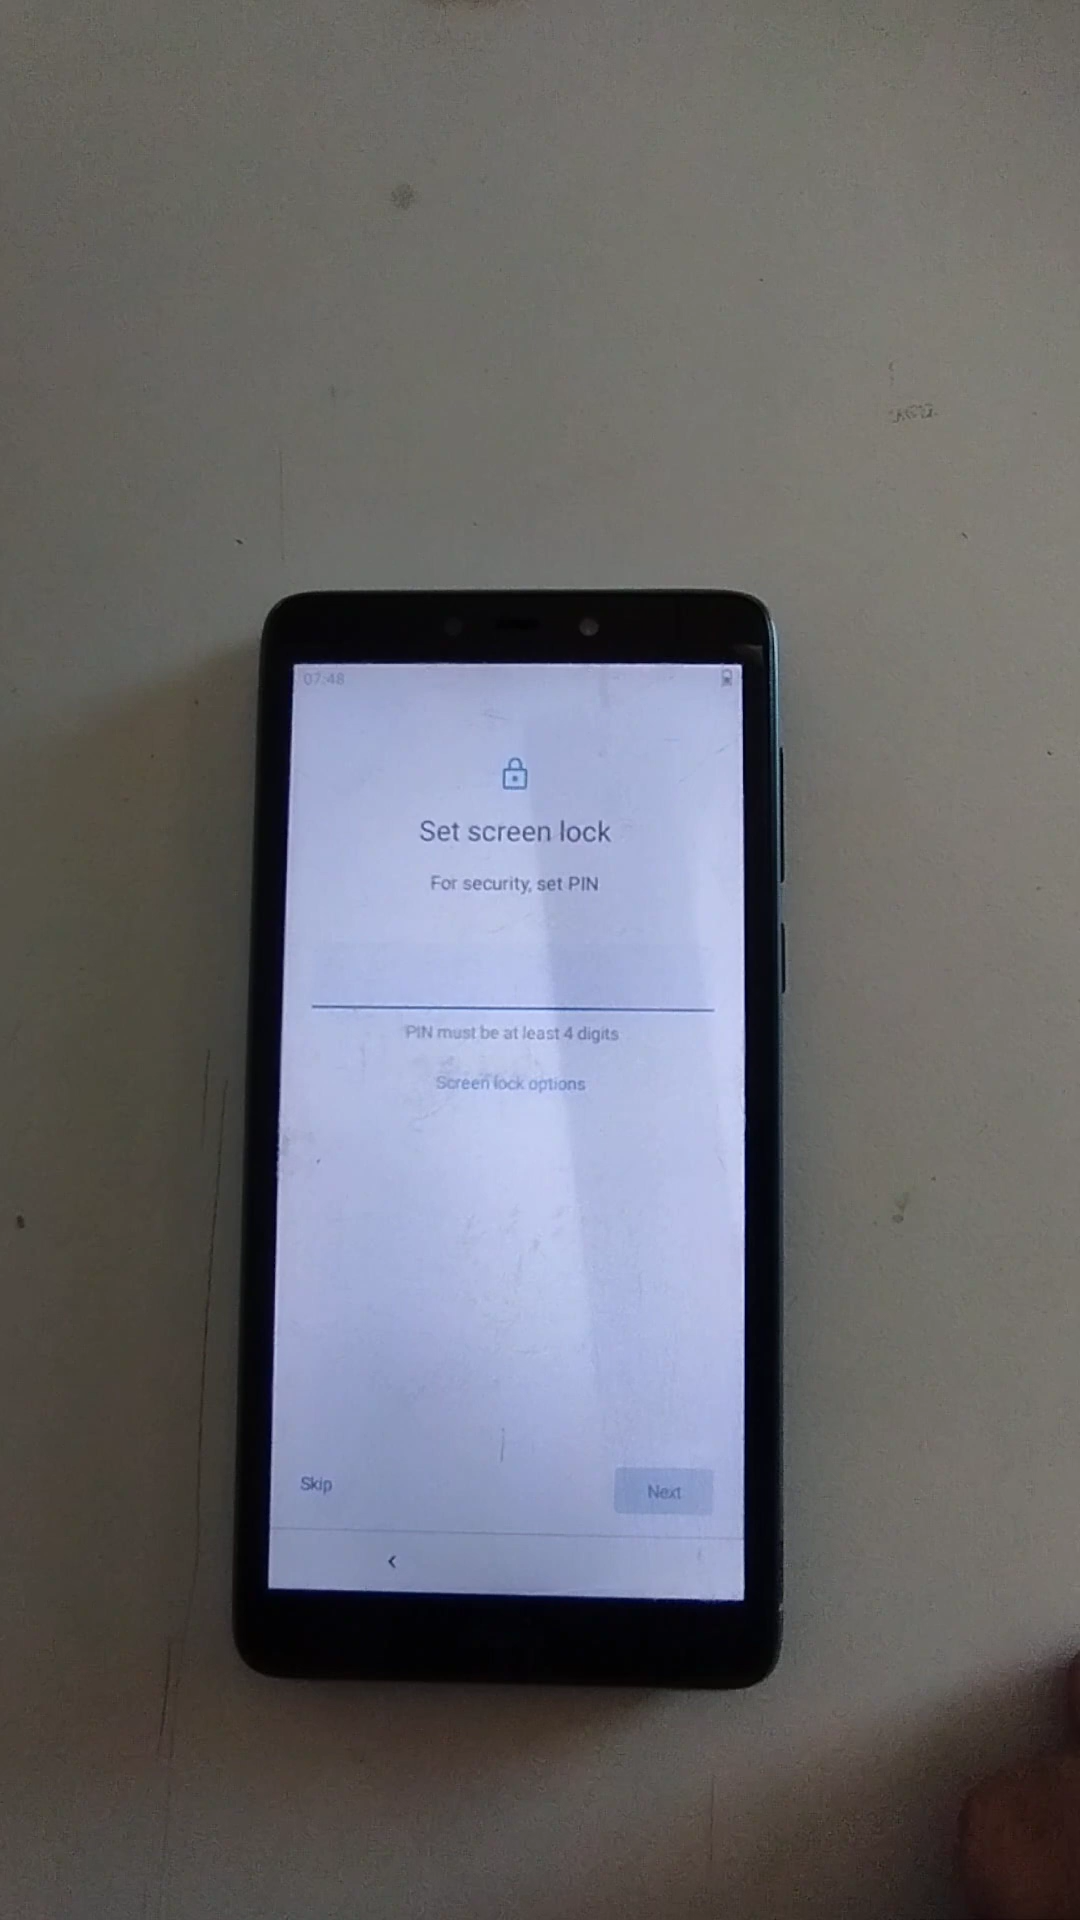 07:48
Set screen lock
For security, set PIN
PIN must be at least 4 digits
Screen lock options
Skip
Next